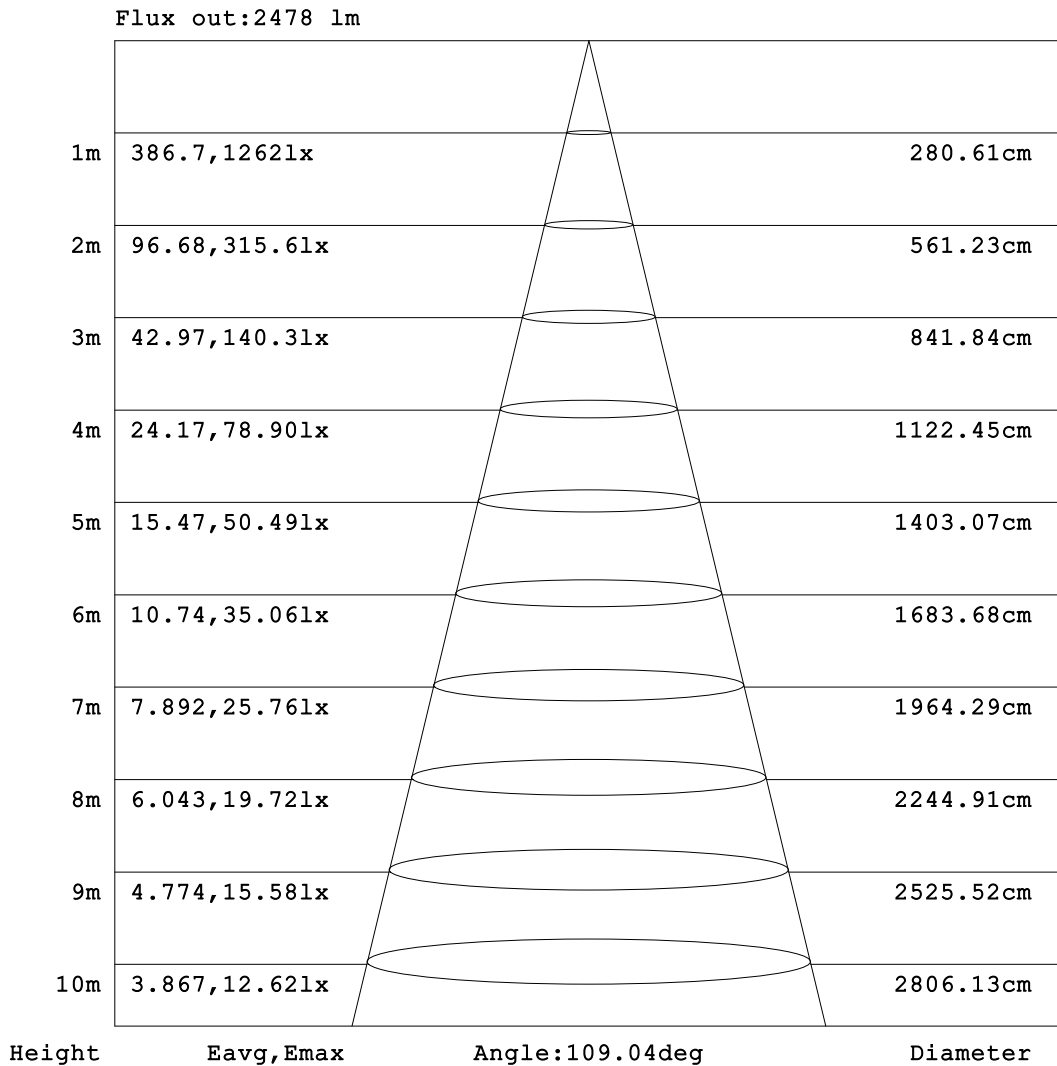 Flux out:2478 lm
1m 386.7,1262lx 280.61cm
2m 96.68,315.6lx 561.23cm
3m 42.97,140.3lx 841.84cm
4m 24.17,78.90lx 1122.45cm
5m 15.47,50.49lx 1403.07cm
6m 10.74,35.06lx 1683.68cm
7m 7.892,25.76lx 1964.29cm
8m 6.043,19.72lx 2244.91cm
9m 4.774,15.58lx 2525.52cm
10m 3.867,12.62lx 2806.13cm
Height Eavg,Emax Angle:109.04deg Diameter